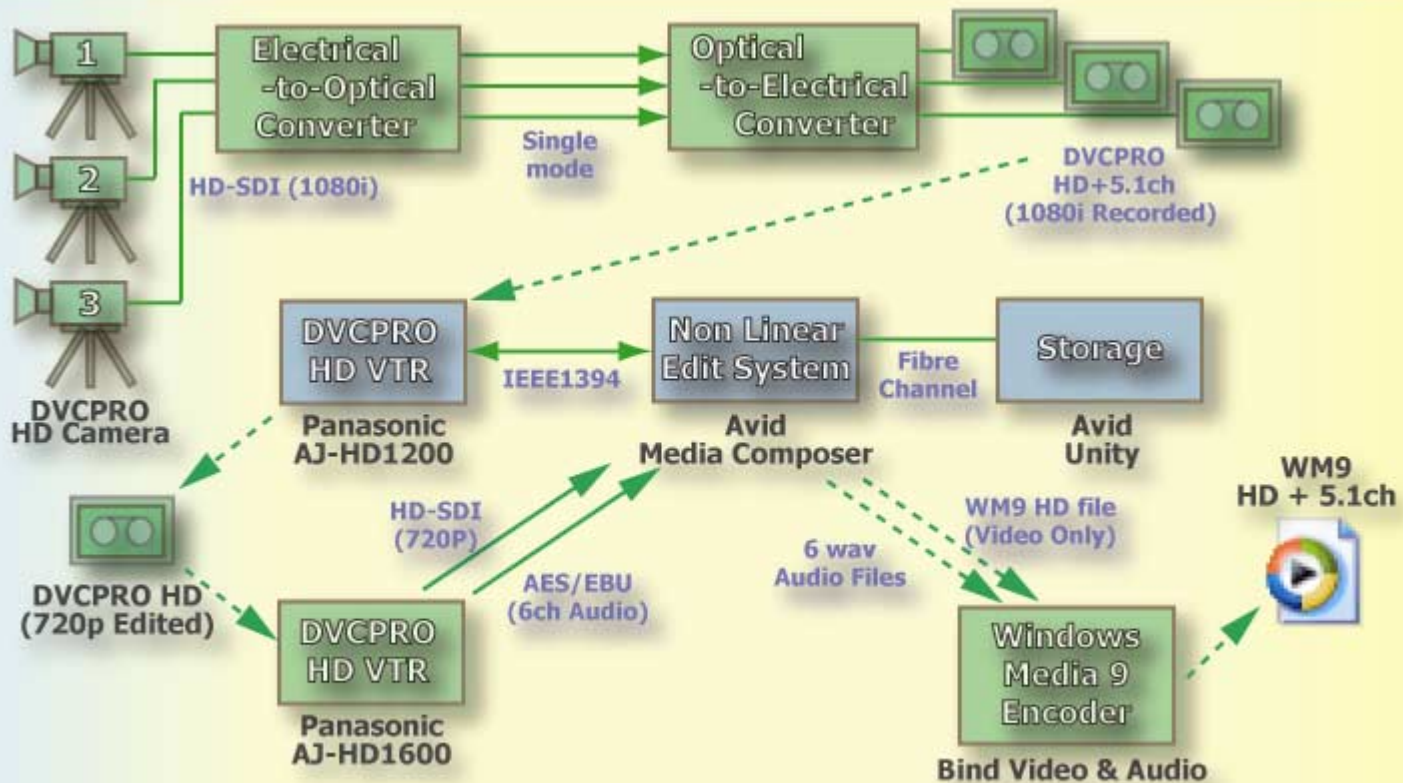 1
Electrical
-to-Optical
Converter
Optical
-to-Electrical
Converter
2
HD-SDI (1080i)
Single
mode
DVCPRO
HD+5.1ch
(1080i Recorded)
3
DVCPRO
HD Camera
DVCPRO
HD VTR
Panasonic
AJ-HD1200
IEEE1394
Non Linear
Edit System
Avid
Media Composer
Fibre
Channel
Storage
Avid
Unity
DVCPRO HD
(720p Edited)
HD-SDI
(720P)
AES/EBU
(6ch Audio)
DVCPRO
HD VTR
Panasonic
AJ-HD1600
WM9 HD file
(Video Only)
6 wav
Audio Files
WM9
HD + 5.1ch
Windows
Media 9
Encoder
Bind Video & Audio